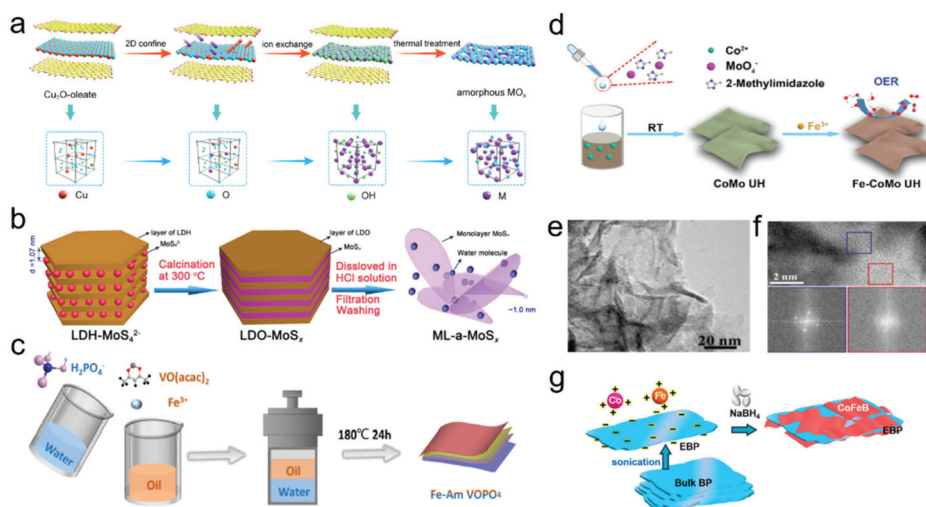 a
2D confine
ion exchange
thermal treatment
Cu₂O-oleate
amorphous MOₓ
Cu
O
OH
M
b
d =1.07 nm
layer of LDH
MoS₄²⁻
Calcination
at 300 °C
layer of LDO
MoSₓ
Dissloved in
HCl solution
Filtration
Washing
Monolayer MoSₓ
Water molecule
~1.0 nm
LDH-MoS₄²⁻
LDO-MoSₓ
ML-a-MoSₓ
c
H₂PO₄⁻
VO(acac)₂
Fe³⁺
Water
Oil
Oil
Water
180℃ 24h
Fe-Am VOPO₄
d
Co²⁺
MoO₄⁻
2-Methylimidazole
RT
CoMo UH
Fe³⁺
OER
Fe-CoMo UH
e
20 nm
f
2 nm
g
Co
Fe
EBP
sonication
Bulk BP
NaBH₄
CoFeB
EBP